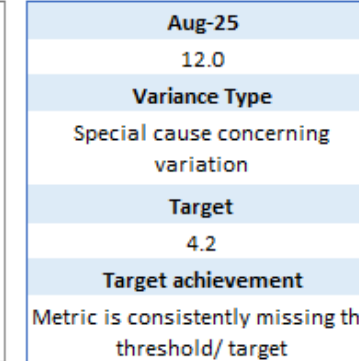 Aug-25
12.0
Variance Type
Special cause concerning
variation
Target
4.2
Target achievement
Metric is consistently missing th
threshold/ target